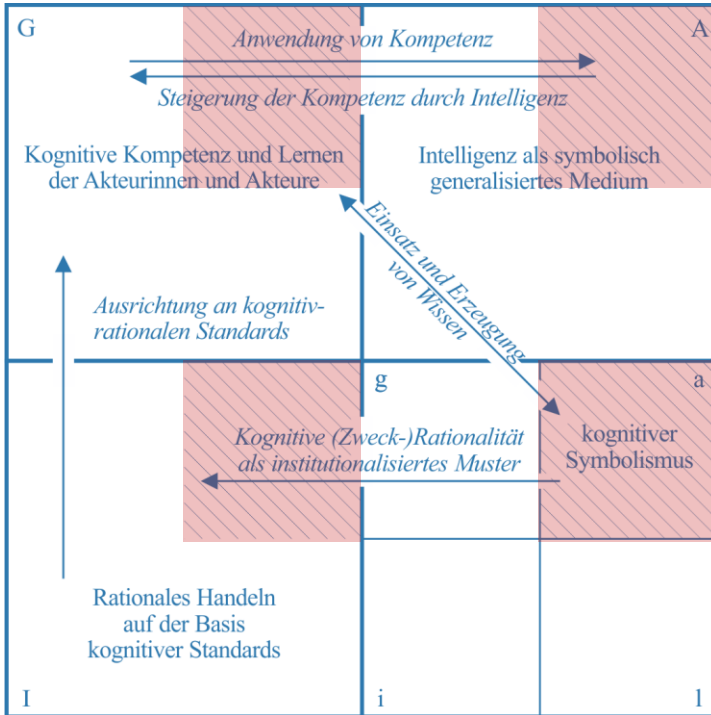 G
A
Anwendung von Kompetenz
Steigerung der Kompetenz durch Intelligenz
Kognitive Kompetenz und Lernen
der Akteurinnen und Akteure
Intelligenz als symbolisch
generalisiertes Medium
Einsatz und Erzeugung
von Wissen
Ausrichtung an kognitiv-
rationalen Standards
g
a
Kognitive (Zweck-)Rationalität
als institutionalisiertes Muster
kognitiver
Symbolismus
Rationales Handeln
auf der Basis
kognitiver Standards
I
i
l